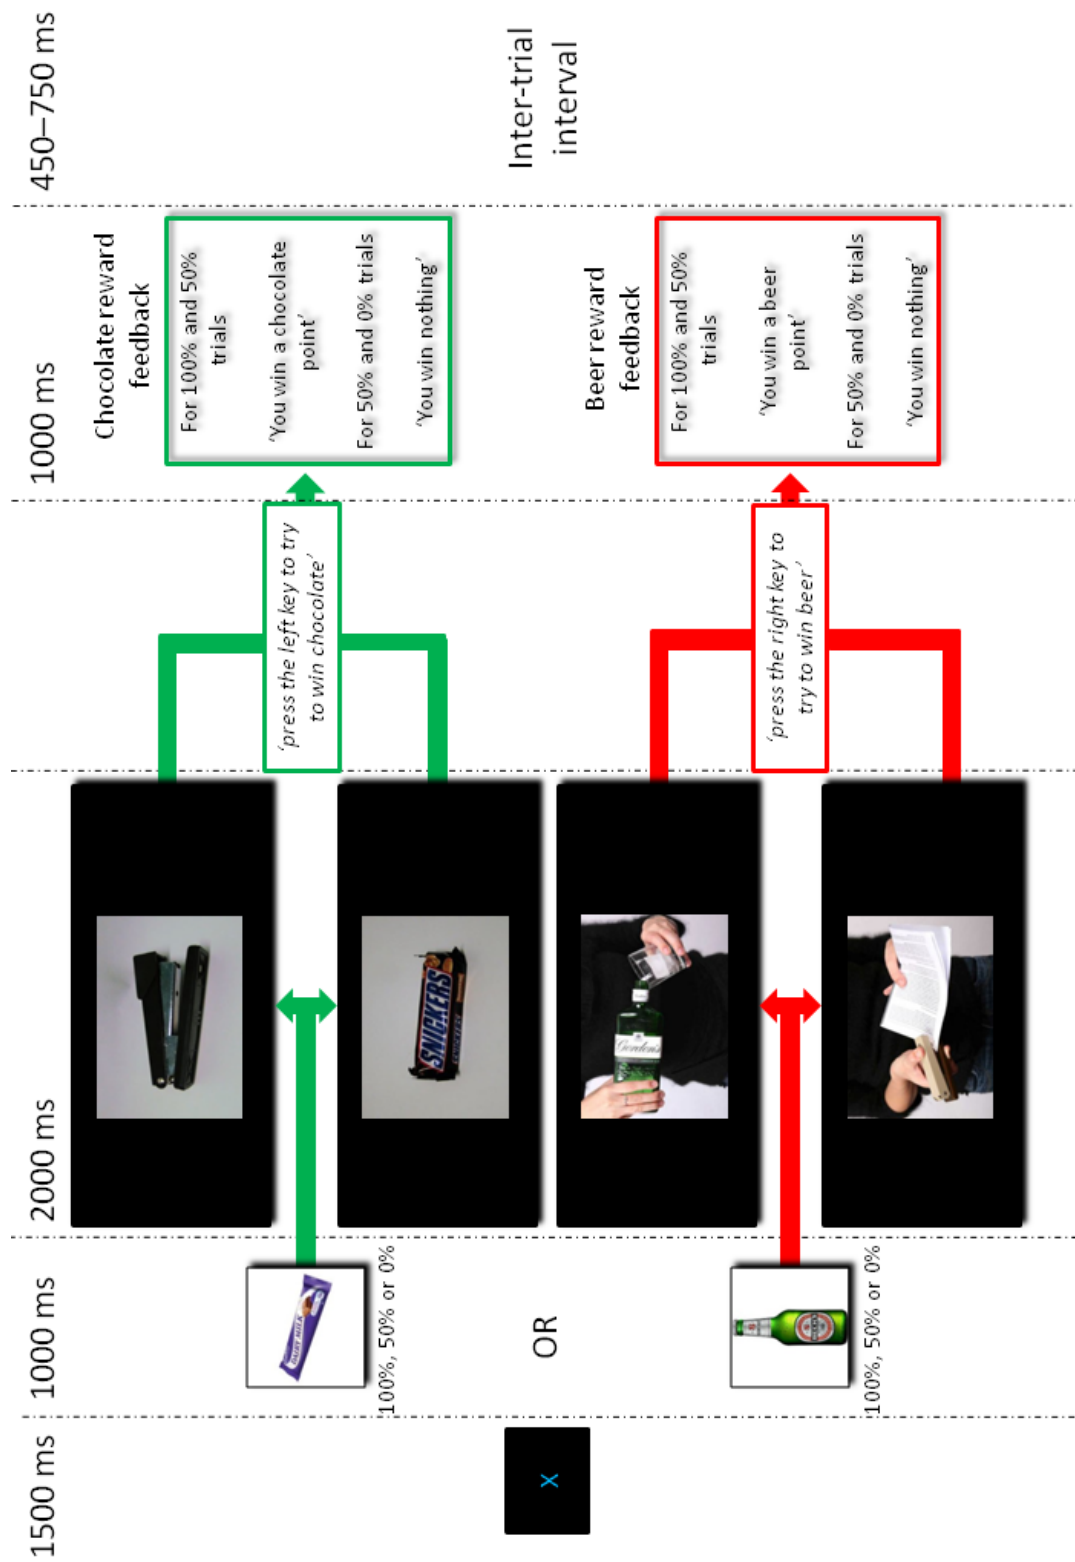 1500 ms
1000 ms
2000 ms
1000 ms
450–750 ms
X
DAIRY MILK
100%, 50% or 0%
OR
100%, 50% or 0%
SNICKERS
SNICKERS
Gordon's
'press the left key to try
to win chocolate'
'press the right key to
try to win beer'
Chocolate reward
feedback
For 100% and 50%
trials
'You win a chocolate
point'
For 50% and 0% trials
'You win nothing'
Beer reward
feedback
For 100% and 50%
trials
'You win a beer
point'
For 50% and 0% trials
'You win nothing'
Inter-trial
interval